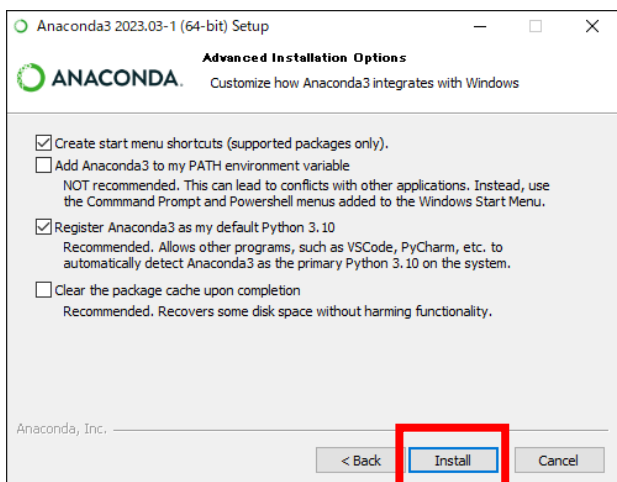 Anaconda3 2023.03-1 (64-bit) Setup
ANACONDA.
Advanced Installation Options
Customize how Anaconda3 integrates with Windows
Create start menu shortcuts (supported packages only).
Add Anaconda3 to my PATH environment variable
NOT recommended. This can lead to conflicts with other applications. Instead, use
the Commmand Prompt and Powershell menus added to the Windows Start Menu.
Register Anaconda3 as my default Python 3.10
Recommended. Allows other programs, such as VSCode, PyCharm, etc. to
automatically detect Anaconda3 as the primary Python 3.10 on the system.
Clear the package cache upon completion
Recommended. Recovers some disk space without harming functionality.
Anaconda, Inc.
< Back Install Cancel